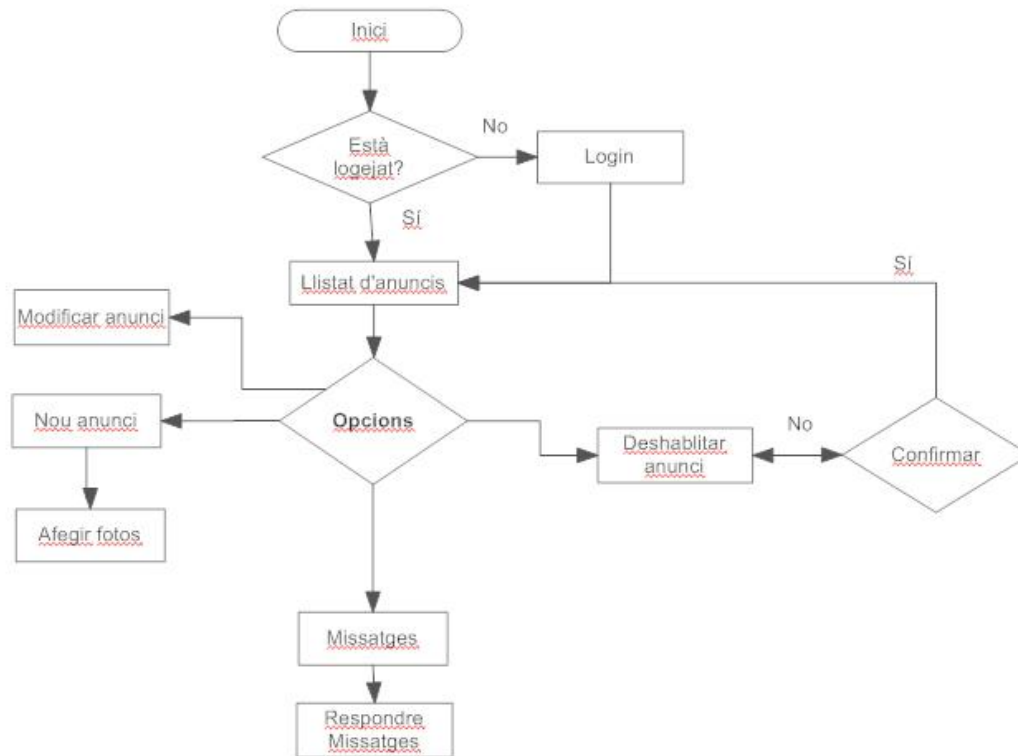 Inici
No
Està
logejat?
Login
Sí
Llistat d'anuncis
Sí
Modificar anunci
Nou anunci
Opcions
Deshablitar
anunci
No
Confirmar
Afegir fotos
Missatges
Respondre
Missatges